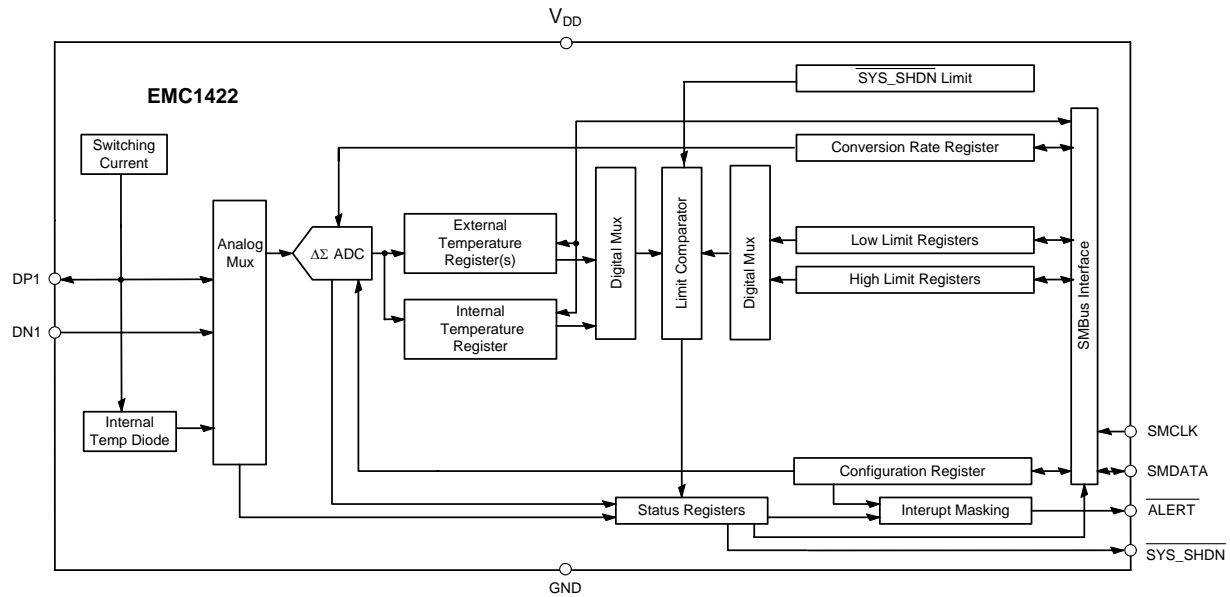 VDD
EMC1422
SYS_SHDN Limit
Switching
Current
Conversion Rate Register
Analog
Mux
ΔΣ ADC
External
Temperature
Register(s)
Digital Mux
Limit Comparator
Digital Mux
Low Limit Registers
High Limit Registers
SMBus Interface
DP1
DN1
Internal
Temperature
Register
Internal
Temp Diode
SMCLK
Configuration Register
SMDATA
Status Registers
Interupt Masking
ALERT
SYS_SHDN
GND